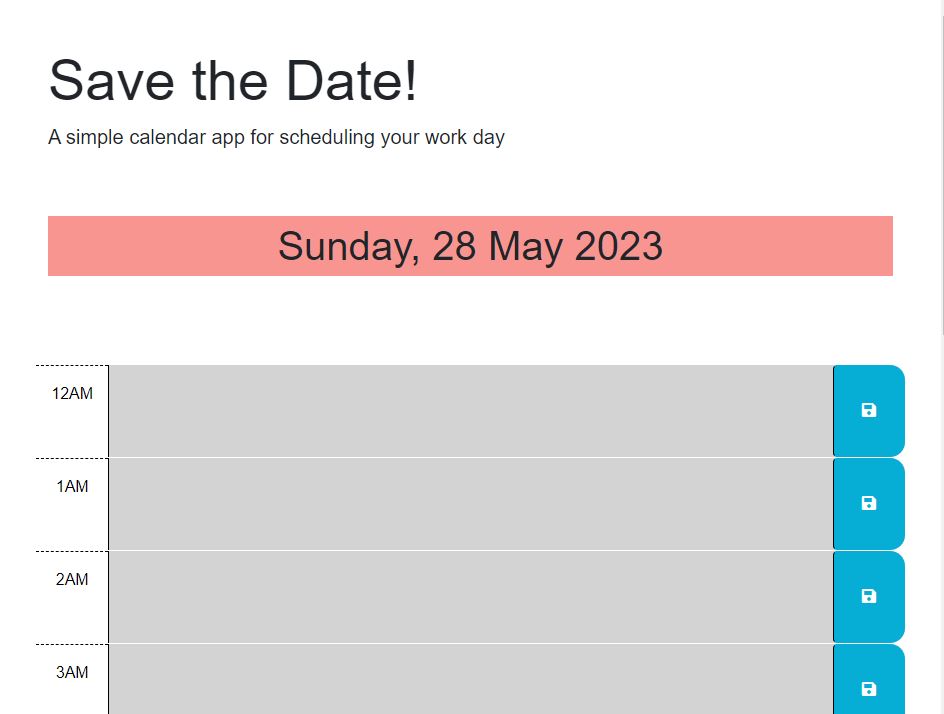 Save the Date!
A simple calendar app for scheduling your work day
Sunday, 28 May 2023
12AM
1AM
2AM
3AM